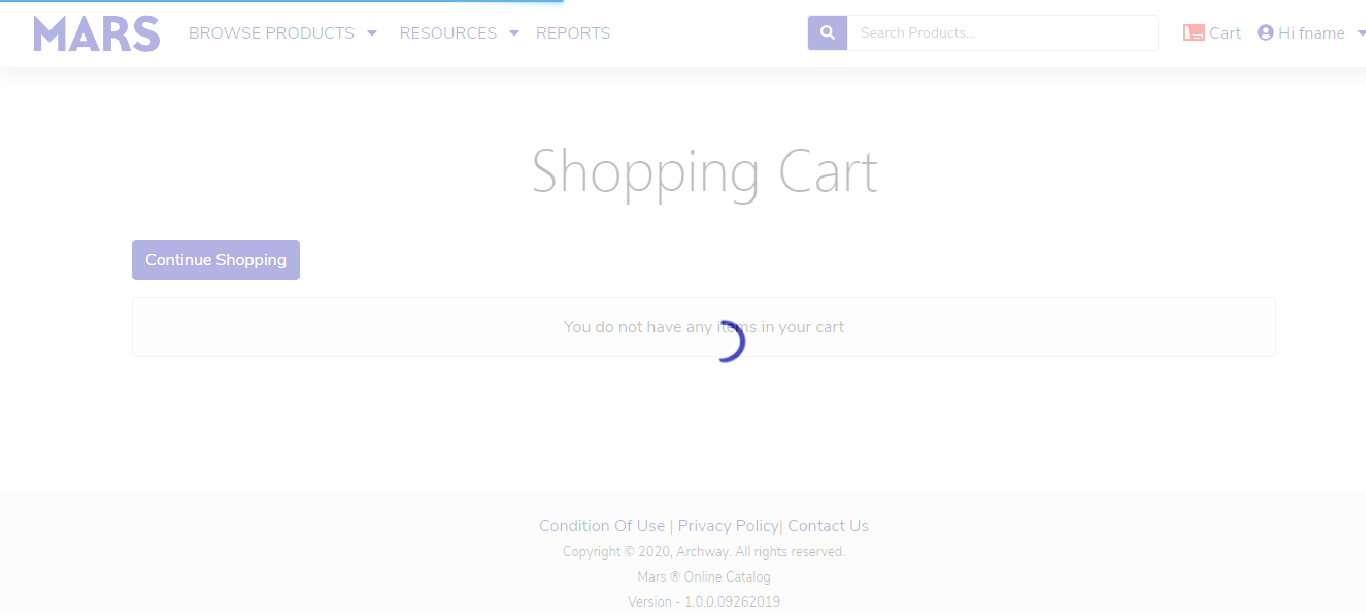 MARS BROWSE PRODUCTS RESOURCES REPORTS Search Products... Cart Hi fname
Shopping Cart
Continue Shopping
You do not have any items in your cart
Condition Of Use | Privacy Policy| Contact Us
Copyright © 2020, Archway. All rights reserved.
Mars ® Online Catalog
Version - 1.0.0.09262019